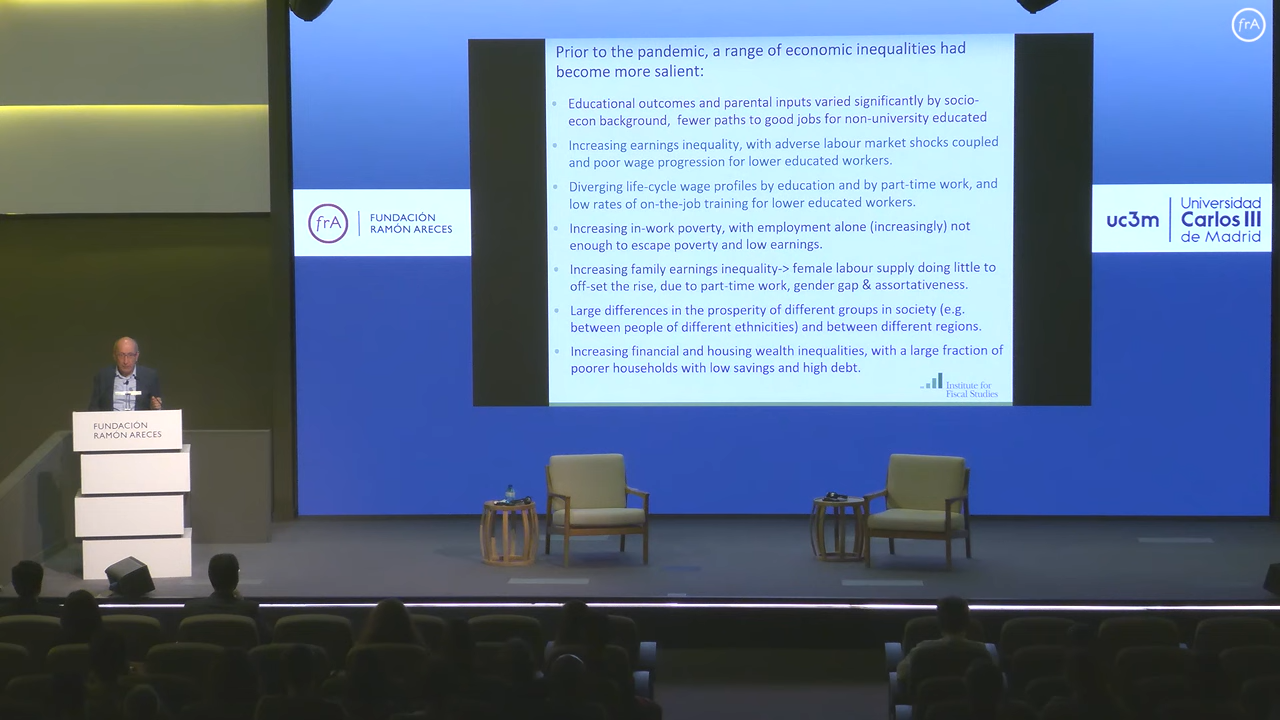 frA
Prior to the pandemic, a range of economic inequalities had
become more salient:
• Educational outcomes and parental inputs varied significantly by socio-
econ background, fewer paths to good jobs for non-university educated
• Increasing earnings inequality, with adverse labour market shocks coupled
and poor wage progression for lower educated workers.
• Diverging life-cycle wage profiles by education and by part-time work, and
low rates of on-the-job training for lower educated workers.
• Increasing in-work poverty, with employment alone (increasingly) not
enough to escape poverty and low earnings.
• Increasing family earnings inequality-> female labour supply doing little to
off-set the rise, due to part-time work, gender gap & assortativeness.
• Large differences in the prosperity of different groups in society (e.g.
between people of different ethnicities) and between different regions.
• Increasing financial and housing wealth inequalities, with a large fraction of
poorer households with low savings and high debt.
Institute for
Fiscal Studies
frA
FUNDACIÓN
RAMÓN ARECES
uc3m
Universidad
Carlos III
de Madrid
FUNDACIÓN
RAMÓN ARECES